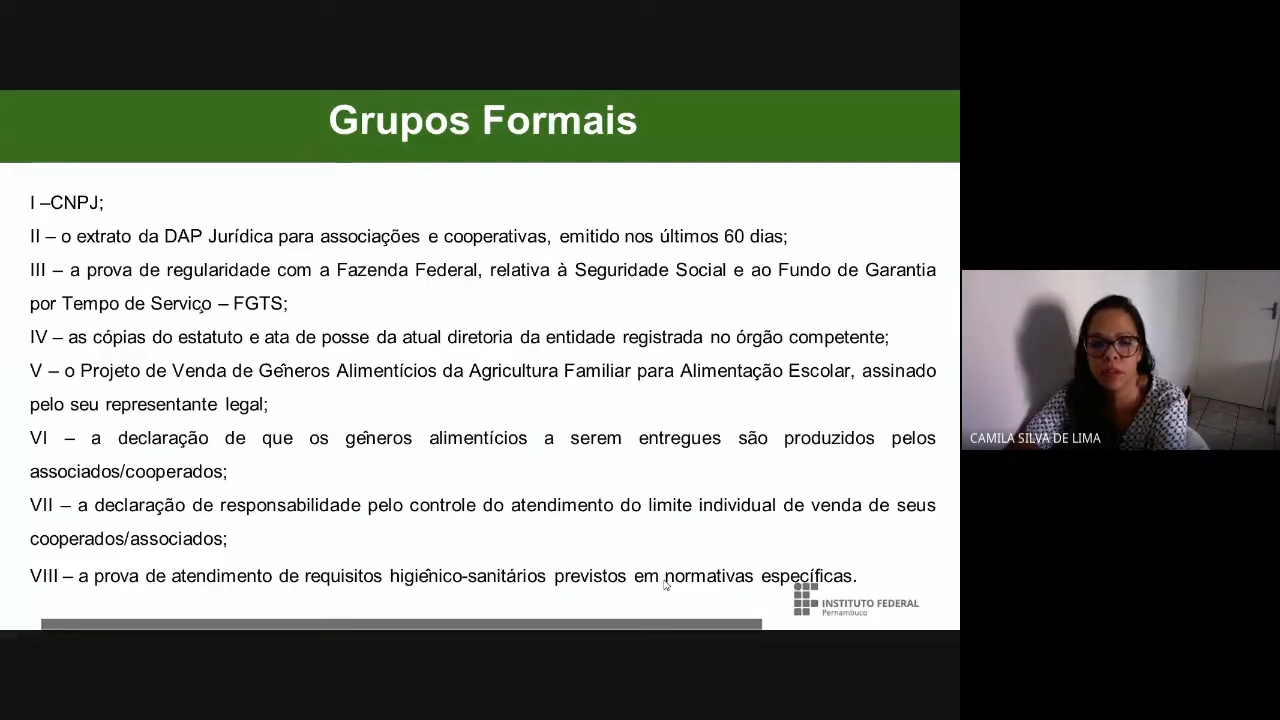 Grupos Formais
I –CNPJ;
II – o extrato da DAP Jurídica para associações e cooperativas, emitido nos últimos 60 dias;
III – a prova de regularidade com a Fazenda Federal, relativa à Seguridade Social e ao Fundo de Garantia
por Tempo de Serviço – FGTS;
IV – as cópias do estatuto e ata de posse da atual diretoria da entidade registrada no órgão competente;
V – o Projeto de Venda de Gêneros Alimentícios da Agricultura Familiar para Alimentação Escolar, assinado
pelo seu representante legal;
VI – a declaração de que os gêneros alimentícios a serem entregues são produzidos pelos
associados/cooperados;
VII – a declaração de responsabilidade pelo controle do atendimento do limite individual de venda de seus
cooperados/associados;
VIII – a prova de atendimento de requisitos higiênico-sanitários previstos em normativas específicas.
INSTITUTO FEDERAL
Pernambuco
CAMILA SILVA DE LIMA